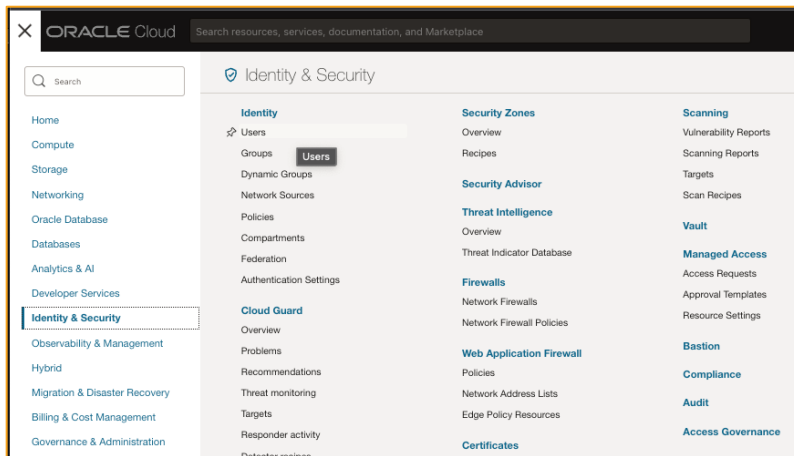 ORACLE Cloud
Search resources, services, documentation, and Marketplace
Search
Home
Compute
Storage
Networking
Oracle Database
Databases
Analytics & AI
Developer Services
Identity & Security
Observability & Management
Hybrid
Migration & Disaster Recovery
Billing & Cost Management
Governance & Administration
Identity & Security
Identity
Users
Groups
Users
Dynamic Groups
Network Sources
Policies
Compartments
Federation
Authentication Settings
Cloud Guard
Overview
Problems
Recommendations
Threat monitoring
Targets
Responder activity
Detector recipes
Security Zones
Overview
Recipes
Security Advisor
Threat Intelligence
Overview
Threat Indicator Database
Firewalls
Network Firewalls
Network Firewall Policies
Web Application Firewall
Policies
Network Address Lists
Edge Policy Resources
Certificates
Scanning
Vulnerability Reports
Scanning Reports
Targets
Scan Recipes
Vault
Managed Access
Access Requests
Approval Templates
Resource Settings
Bastion
Compliance
Audit
Access Governance